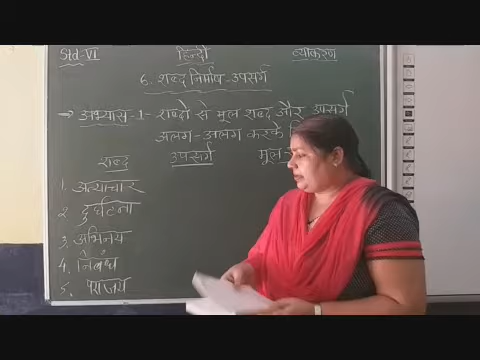 Std-VI हिन्दी व्याकरण
6. शब्द निर्माण-उपसर्ग
→ अभ्यास-1- शब्दों से मूल शब्द और उपसर्ग
अलग-अलग करके
शब्द उपसर्ग मूल-
1. अत्याचार
2. दुर्घटना
3. अभिनय
4. निबंध
5. पराजय